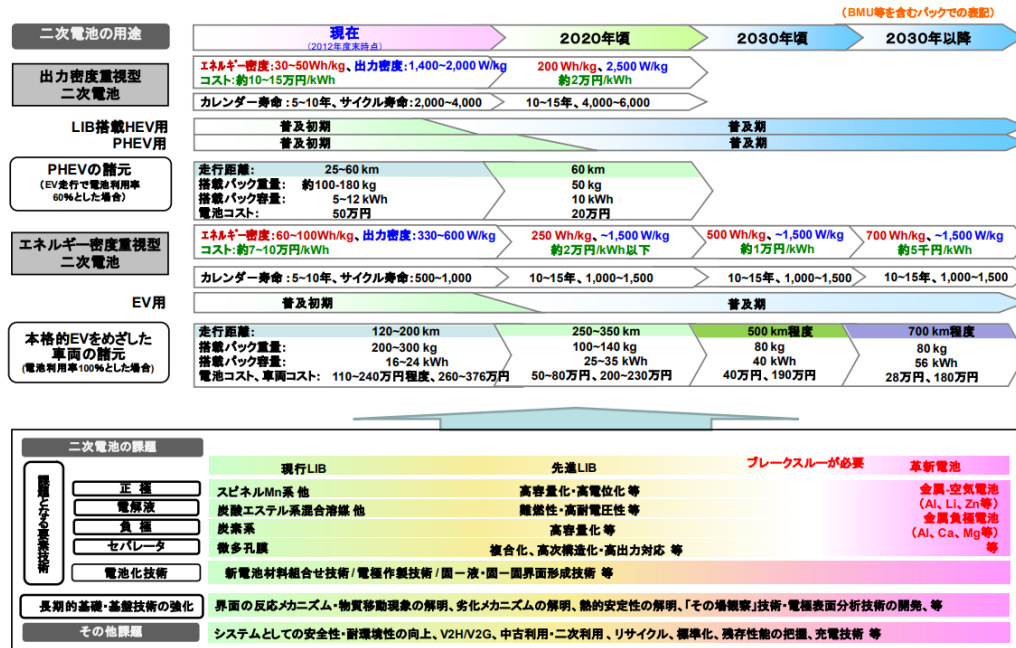 (BMU等を含むパックでの表記)
二次電池の用途
現在
(2012年度末時点)
2020年頃
2030年頃
2030年以降
出力密度重視型
二次電池
エネルギー密度:30~50Wh/kg、出力密度:1,400~2,000 W/kg
コスト:約10~15万円/kWh
200 Wh/kg、2,500 W/kg
約2万円/kWh
カレンダー寿命:5~10年、サイクル寿命:2,000~4,000
10~15年、4,000~6,000
LIB搭載HEV用
普及初期
普及期
PHEV用
普及初期
普及期
PHEVの諸元
(EV走行で電池利用率
60%とした場合)
走行距離: 25~60 km
60 km
搭載パック重量: 約100-180 kg
50 kg
搭載パック容量: 5~12 kWh
10 kWh
電池コスト: 50万円
20万円
エネルギー密度重視型
二次電池
エネルギー密度:60~100Wh/kg、出力密度:330~600 W/kg
コスト:約7~10万円/kWh
250 Wh/kg、~1,500 W/kg
約2万円/kWh以下
500 Wh/kg、~1,500 W/kg
約1万円/kWh
700 Wh/kg、~1,500 W/kg
約5千円/kWh
カレンダー寿命:5~10年、サイクル寿命:500~1,000
10~15年、1,000~1,500
10~15年、1,000~1,500
10~15年、1,000~1,500
EV用
普及初期
普及期
本格的EVをめざした
車両の諸元
(電池利用率100%とした場合)
走行距離: 120~200 km
250~350 km
500 km程度
700 km程度
搭載パック重量: 200~300 kg
100~140 kg
80 kg
80 kg
搭載パック容量: 16~24 kWh
25~35 kWh
40 kWh
56 kWh
電池コスト、車両コスト: 110~240万円程度、260~376万円
50~80万円、200~230万円
40万円、190万円
28万円、180万円
二次電池の課題
現行LIB
先進LIB
ブレークスルーが必要
革新電池
課題となる要素技術
正極
スピネルMn系 他
高容量化・高電位化 等
電解液
炭酸エステル系混合溶媒 他
難燃性・高耐電圧性 等
負極
炭素系
高容量化 等
セパレータ
微多孔膜
複合化、高次構造化・高出力対応 等
金属-空気電池
(Al、Li、Zn等)
金属負極電池
(Al、Ca、Mg等)
等
電池化技術
新電池材料組合せ技術/電極作製技術/固-液・固-固界面形成技術 等
長期的基礎・基盤技術の強化
界面の反応メカニズム・物質移動現象の解明、劣化メカニズムの解明、熱的安定性の解明、「その場観察」技術・電極表面分析技術の開発、等
その他課題
システムとしての安全性・耐環境性の向上、V2H/V2G、中古利用・二次利用、リサイクル、標準化、残存性能の把握、充電技術 等